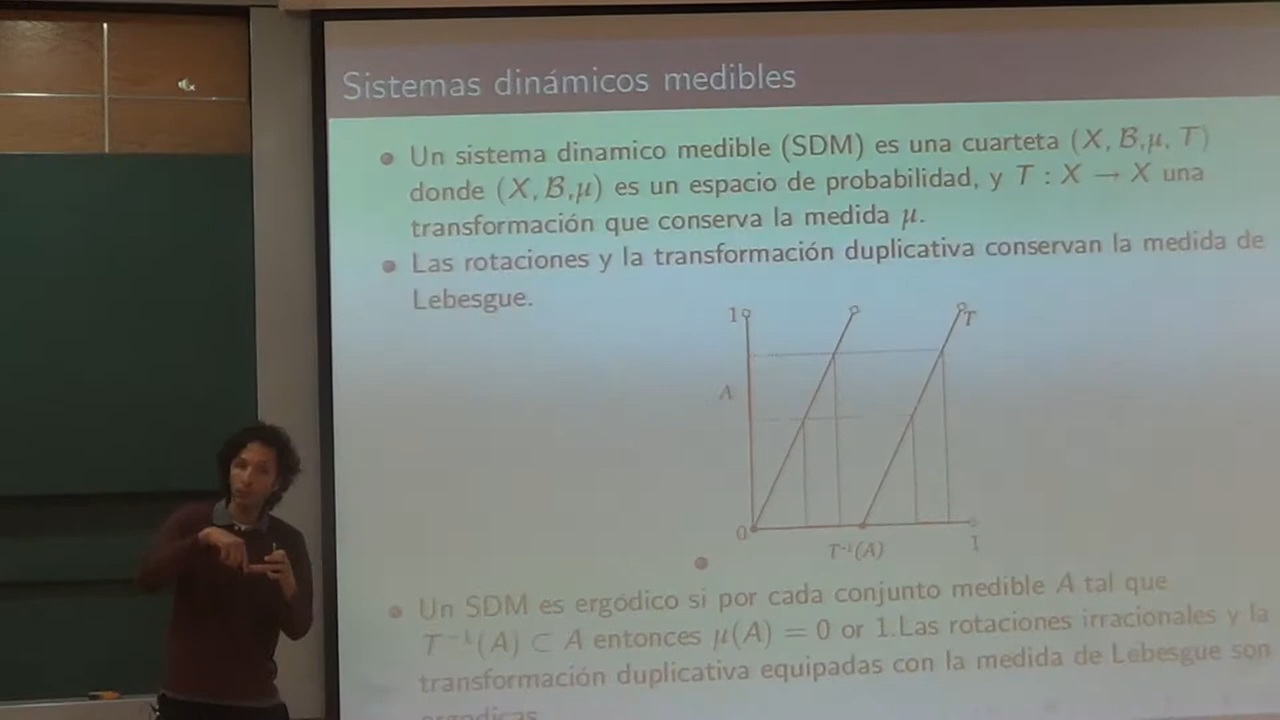 Sistemas dinámicos medibles
Un sistema dinamico medible (SDM) es una cuarteta (X, B,μ, T)
donde (X, B,μ) es un espacio de probabilidad, y T : X → X una
transformación que conserva la medida μ.
Las rotaciones y la transformación duplicativa conservan la medida de
Lebesgue.
1
T
A
0
T⁻¹(A)
1
Un SDM es ergodico si por cada conjunto medible A tal que
T⁻¹(A) ⊂ A entonces μ(A) = 0 or 1.Las rotaciones irracionales y la
transformación duplicativa equipadas con la medida de Lebesgue son
ergodicas